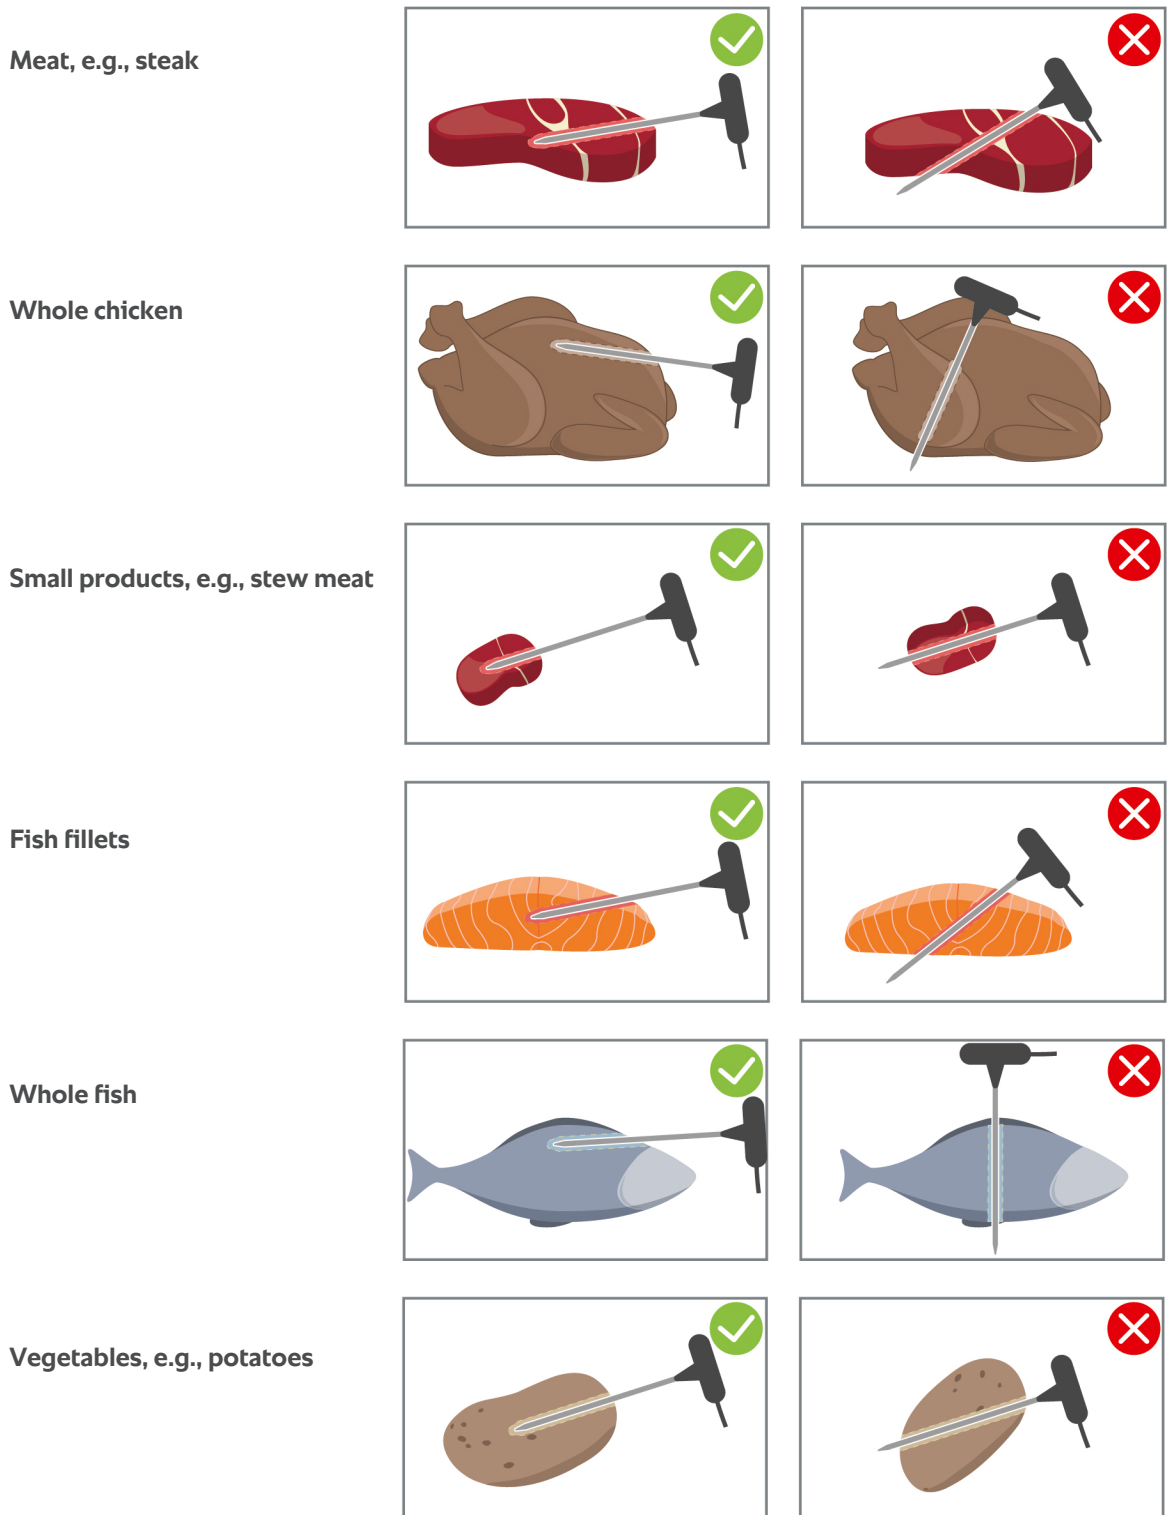 Meat, e.g., steak
Whole chicken
Small products, e.g., stew meat
Fish fillets
Whole fish
Vegetables, e.g., potatoes